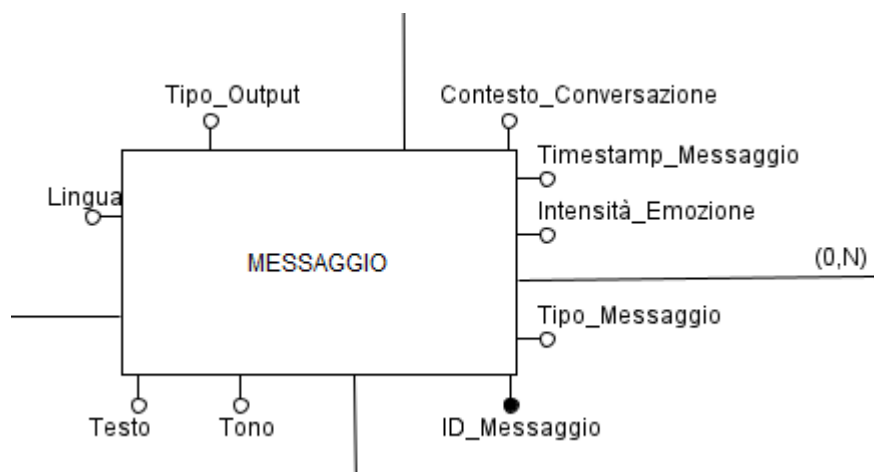 Tipo_Output
Contesto_Conversazione
Timestamp_Messaggio
Lingua
Intensità_Emozione
MESSAGGIO
(0,N)
Tipo_Messaggio
Testo
Tono
ID_Messaggio